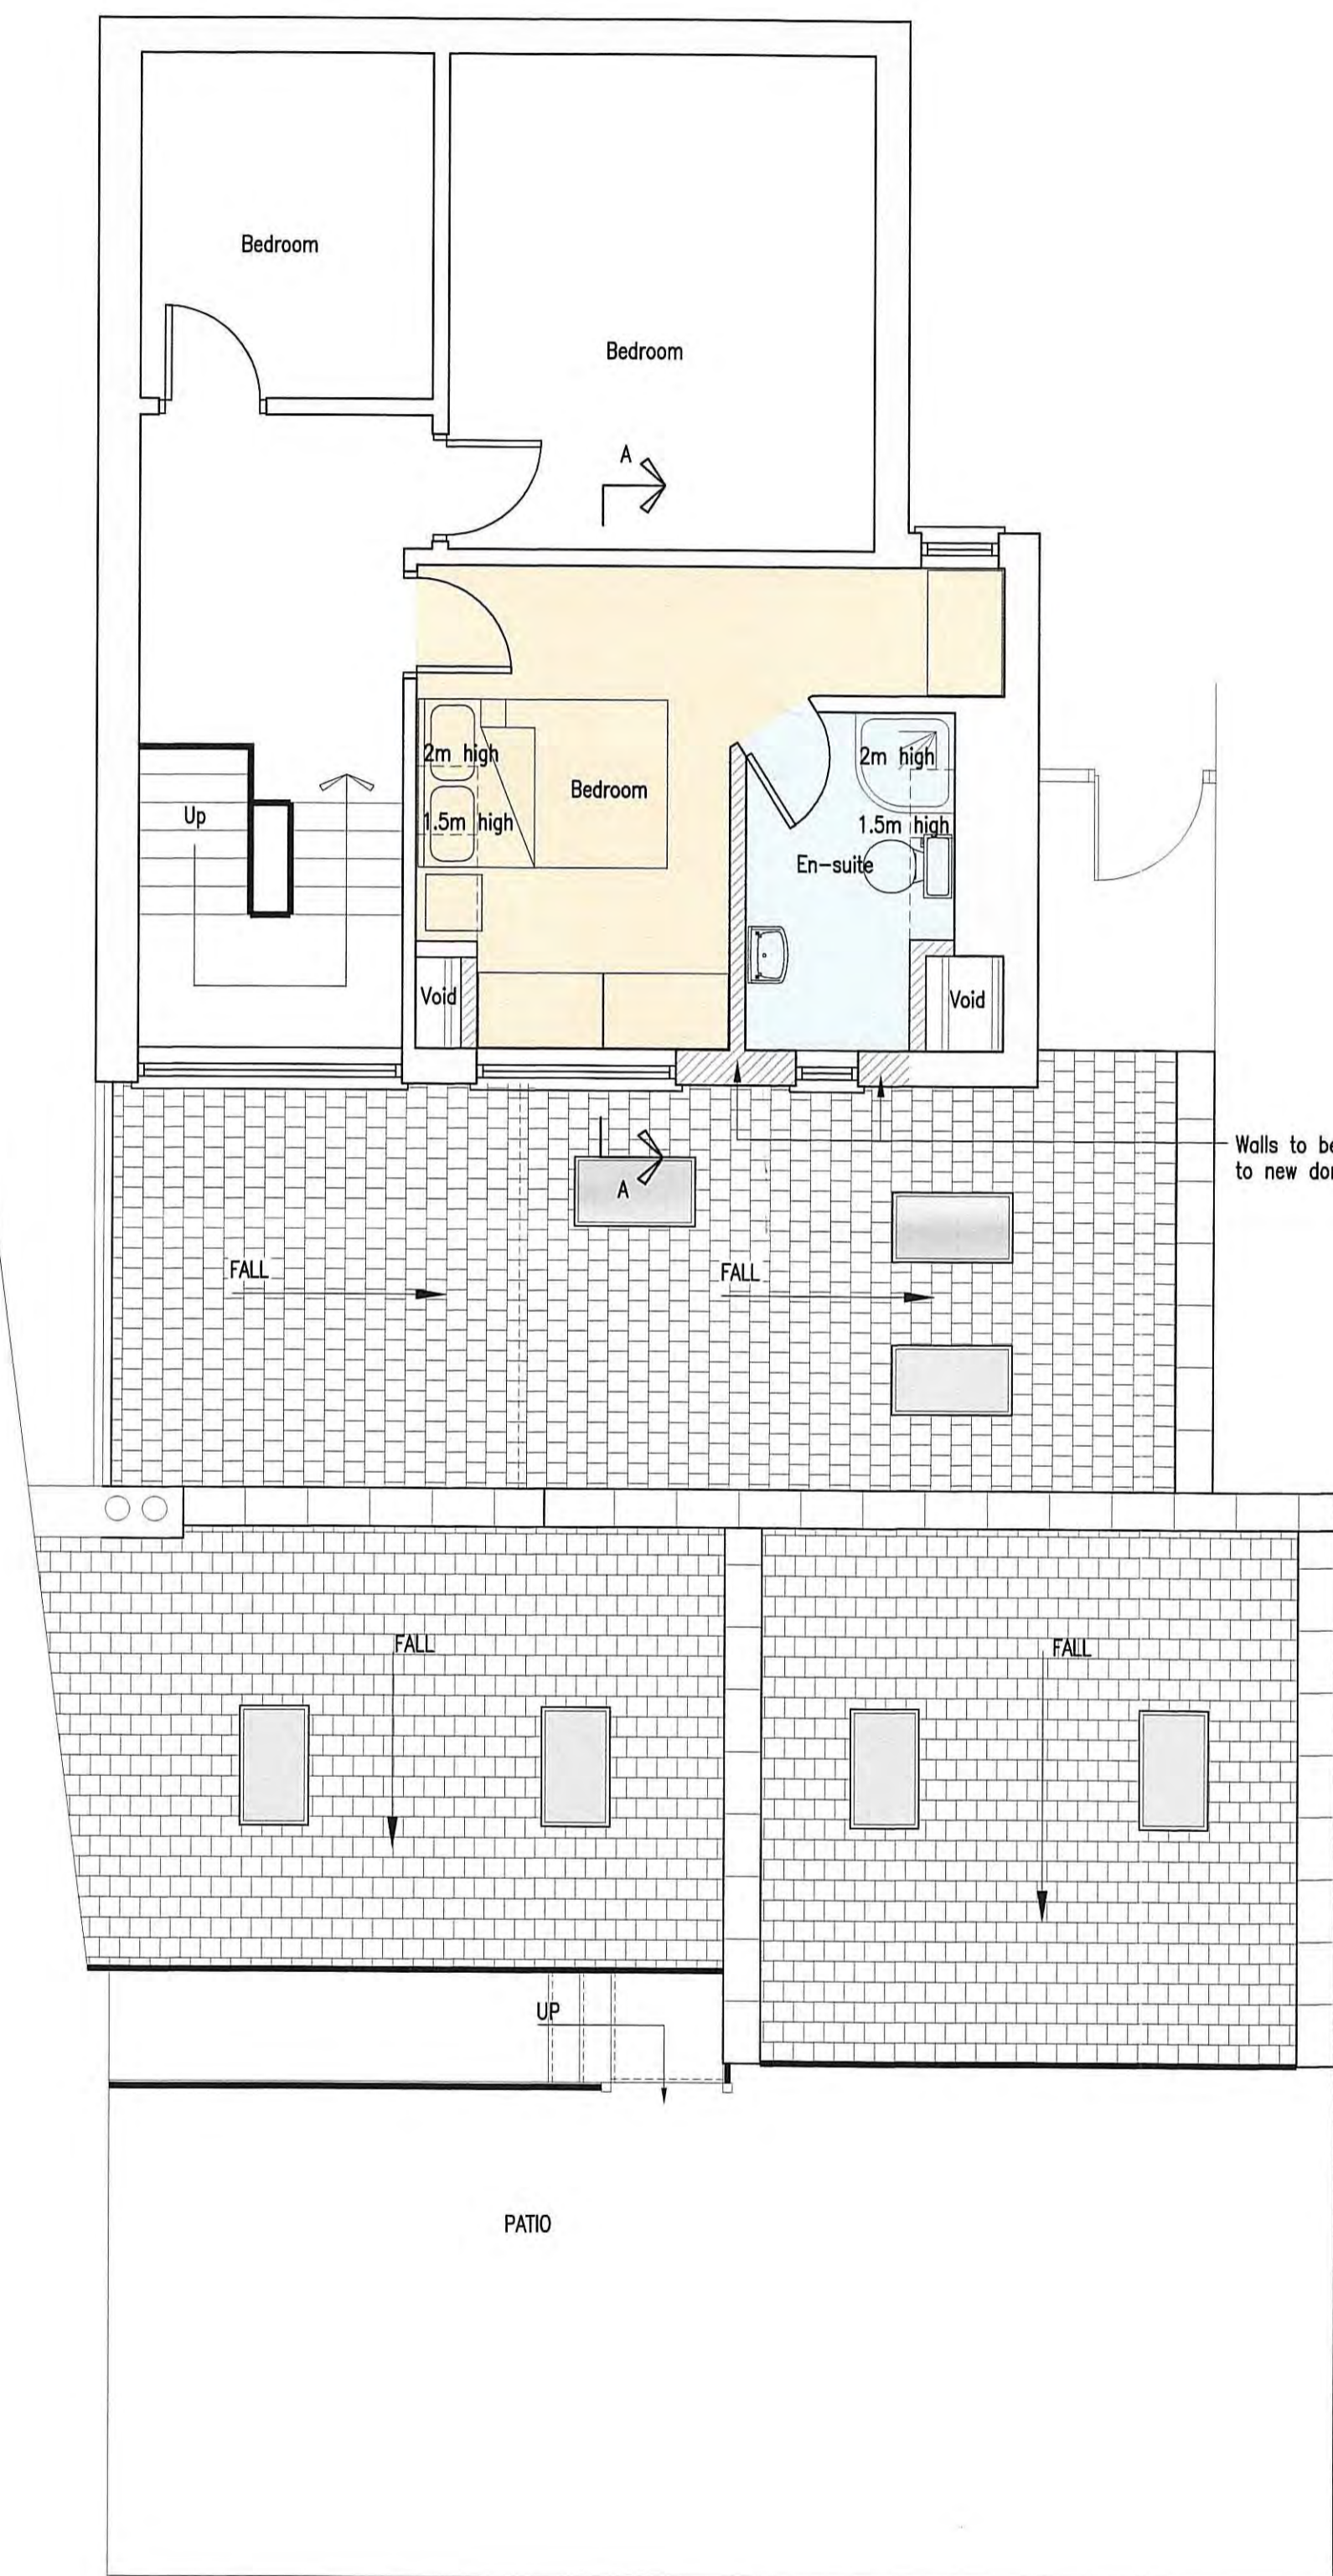 Bedroom
Bedroom
A
2m high
2m high
Bedroom
Up
1.5m high
1.5m high
En-suite
Void
Void
Walls to be
to new dor
A
FALL
FALL
FALL
FALL
UP
PATIO